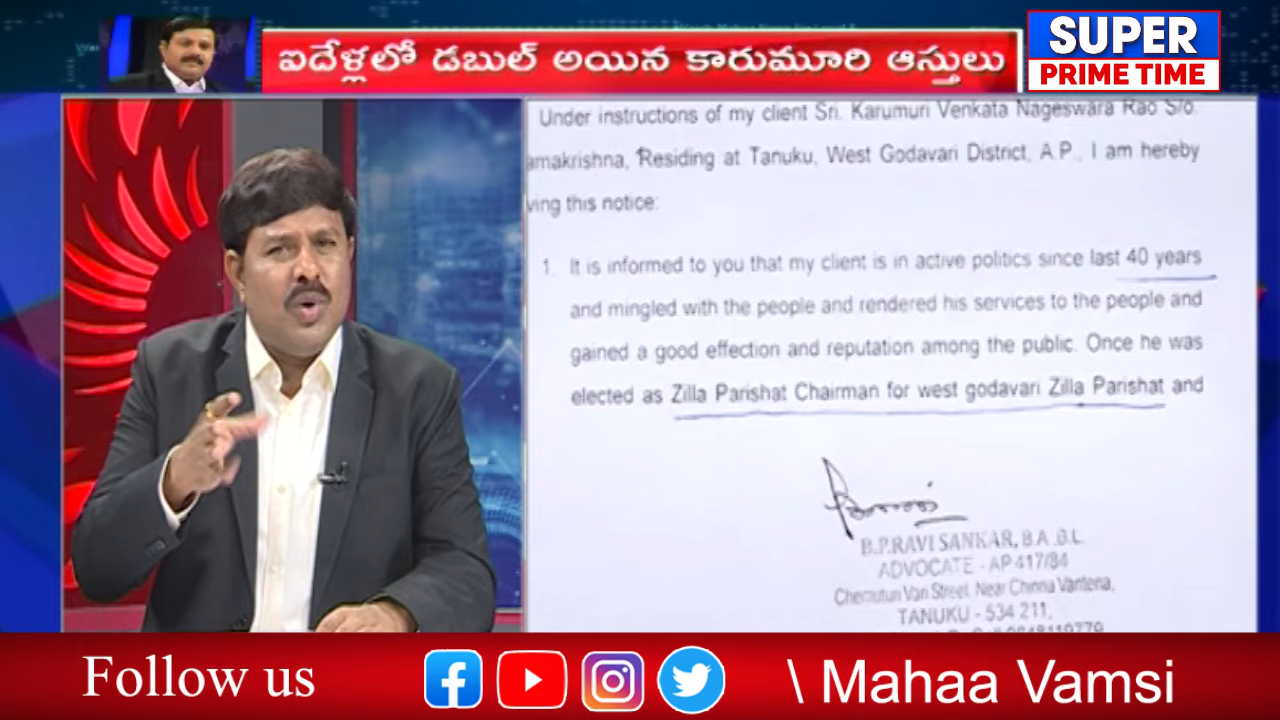 ఐదేళ్లలో డబుల్ అయిన కారుమూరి ఆస్తులు
SUPER
PRIME TIME
Under instructions of my client Sri. Karumuri Venkata Nageswara Rao S/o.
amakrishna, Residing at Tanuku, West Godavari District, A.P., I am hereby
ving this notice:
1. It is informed to you that my client is in active politics since last 40 years
and mingled with the people and rendered his services to the people and
gained a good effection and reputation among the public. Once he was
elected as Zilla Parishat Chairman for west godavari Zilla Parishat and
B.P.RAVI SANKAR, B.A.,B.L.
ADVOCATE - AP 417/84
Street, Near Chinna
TANUKU - 534 211,
Follow us \ Mahaa Vamsi